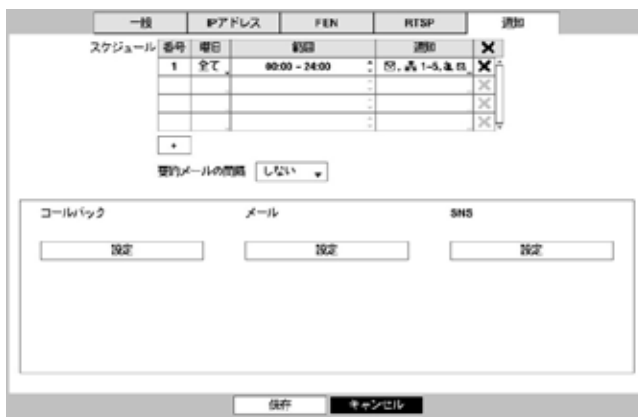 一般 IPアドレス FEN RTSP 通知
スケジュール 番号 曜日 範囲 通知 ✕
1 全て 00:00 ~ 24:00 1~5, ✕
✕
✕
✕
+
要約メールの間隔 しない
コールバック メール SNS
設定 設定 設定
保存 キャンセル